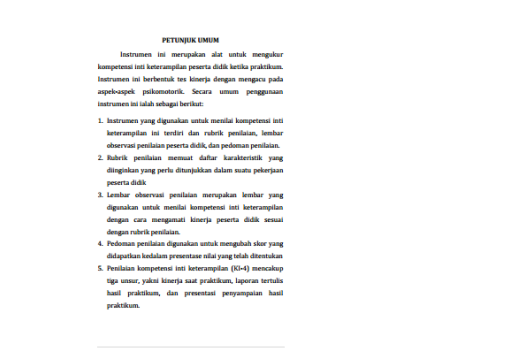 PETUNJUK UMUM
Instrumen ini merupakan alat untuk mengukur
kompetensi inti keterampilan peserta didik ketika praktikum.
Instrumen ini berbentuk tes kinerja dengan mengacu pada
aspek-aspek psikomotorik. Secara umum penggunaan
instrumen ini ialah sebagai berikut:
1. Instrumen yang digunakan untuk menilai kompetensi inti
keterampilan ini terdiri dan rubrik penilaian, lembar
observasi penilaian peserta didik, dan pedoman penilaian.
2. Rubrik penilaian memuat daftar karakteristik yang
diinginkan yang perlu ditunjukkan dalam suatu pekerjaan
peserta didik
3. Lembar observasi penilaian merupakan lembar yang
digunakan untuk menilai kompetensi inti keterampilan
dengan cara mengamati kinerja peserta didik sesuai
dengan rubrik penilaian.
4. Pedoman penilaian digunakan untuk mengubah skor yang
didapatkan kedalam presentase nilai yang telah ditentukan
5. Penilaian kompetensi inti keterampilan (KI-4) mencakup
tiga unsur, yakni kinerja saat praktikum, laporan tertulis
hasil praktikum, dan presentasi penyampaian hasil
praktikum.